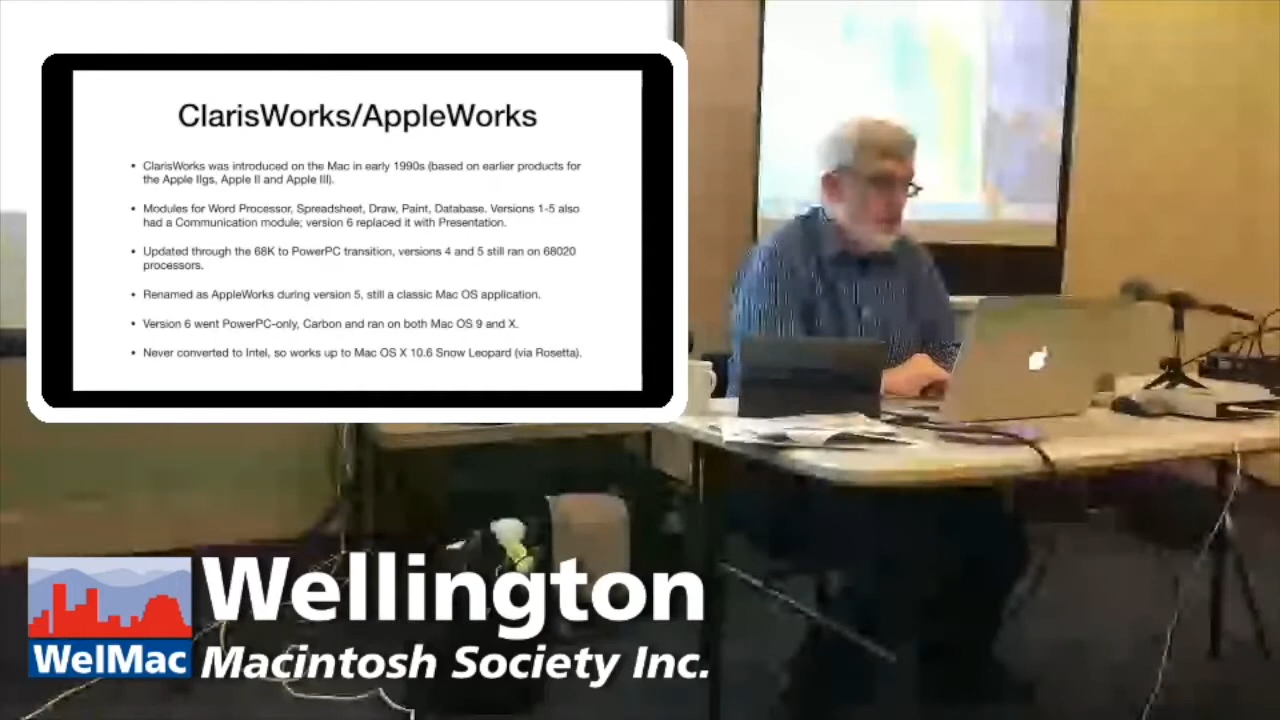 ClarisWorks/AppleWorks
• ClarisWorks was introduced on the Mac in early 1990s (based on earlier products for
the Apple IIgs, Apple II and Apple III).
• Modules for Word Processor, Spreadsheet, Draw, Paint, Database. Versions 1-5 also
had a Communication module; version 6 replaced it with Presentation.
• Updated through the 68K to PowerPC transition, versions 4 and 5 still ran on 68020
processors.
• Renamed as AppleWorks during version 5, still a classic Mac OS application.
• Version 6 went PowerPC-only, Carbon and ran on both Mac OS 9 and X.
• Never converted to Intel, so works up to Mac OS X 10.6 Snow Leopard (via Rosetta).
Wellington
WelMac
Macintosh Society Inc.